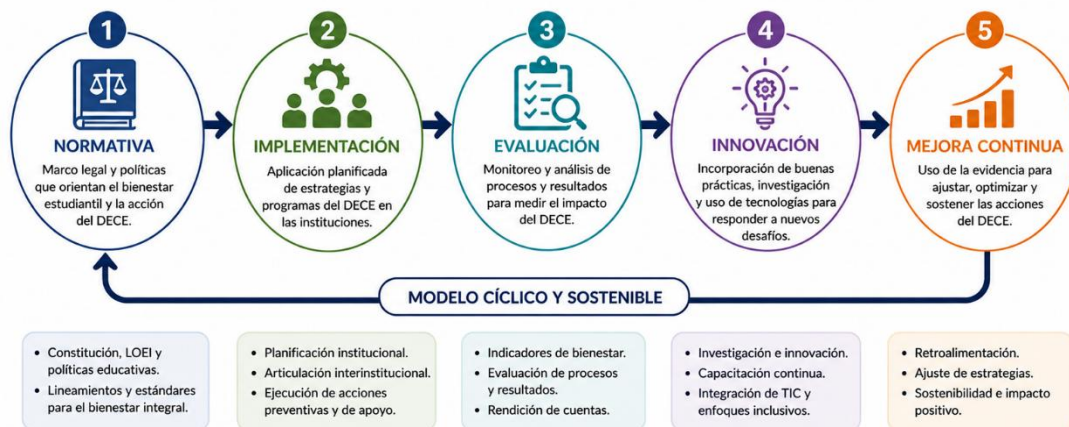 1
NORMATIVA
Marco legal y políticas
que orientan el bienestar
estudiantil y la acción
del DECE.
2
IMPLEMENTACIÓN
Aplicación planificada
de estrategias y
programas del DECE en
las instituciones.
3
EVALUACIÓN
Monitoreo y análisis de
procesos y resultados
para medir el impacto
del DECE.
4
INNOVACIÓN
Incorporación de buenas
prácticas, investigación
y uso de tecnologías para
responder a nuevos
desafíos.
5
MEJORA CONTINUA
Uso de la evidencia para
ajustar, optimizar y
sostener las acciones
del DECE.
MODELO CÍCLICO Y SOSTENIBLE
• Constitución, LOEI y
políticas educativas.
• Lineamientos y estándares
para el bienestar integral.
• Planificación institucional.
• Articulación interinstitucional.
• Ejecución de acciones
preventivas y de apoyo.
• Indicadores de bienestar.
• Evaluación de procesos
y resultados.
• Rendición de cuentas.
• Investigación e innovación.
• Capacitación continua.
• Integración de TIC y
enfoques inclusivos.
• Retroalimentación.
• Ajuste de estrategias.
• Sostenibilidad e impacto
positivo.